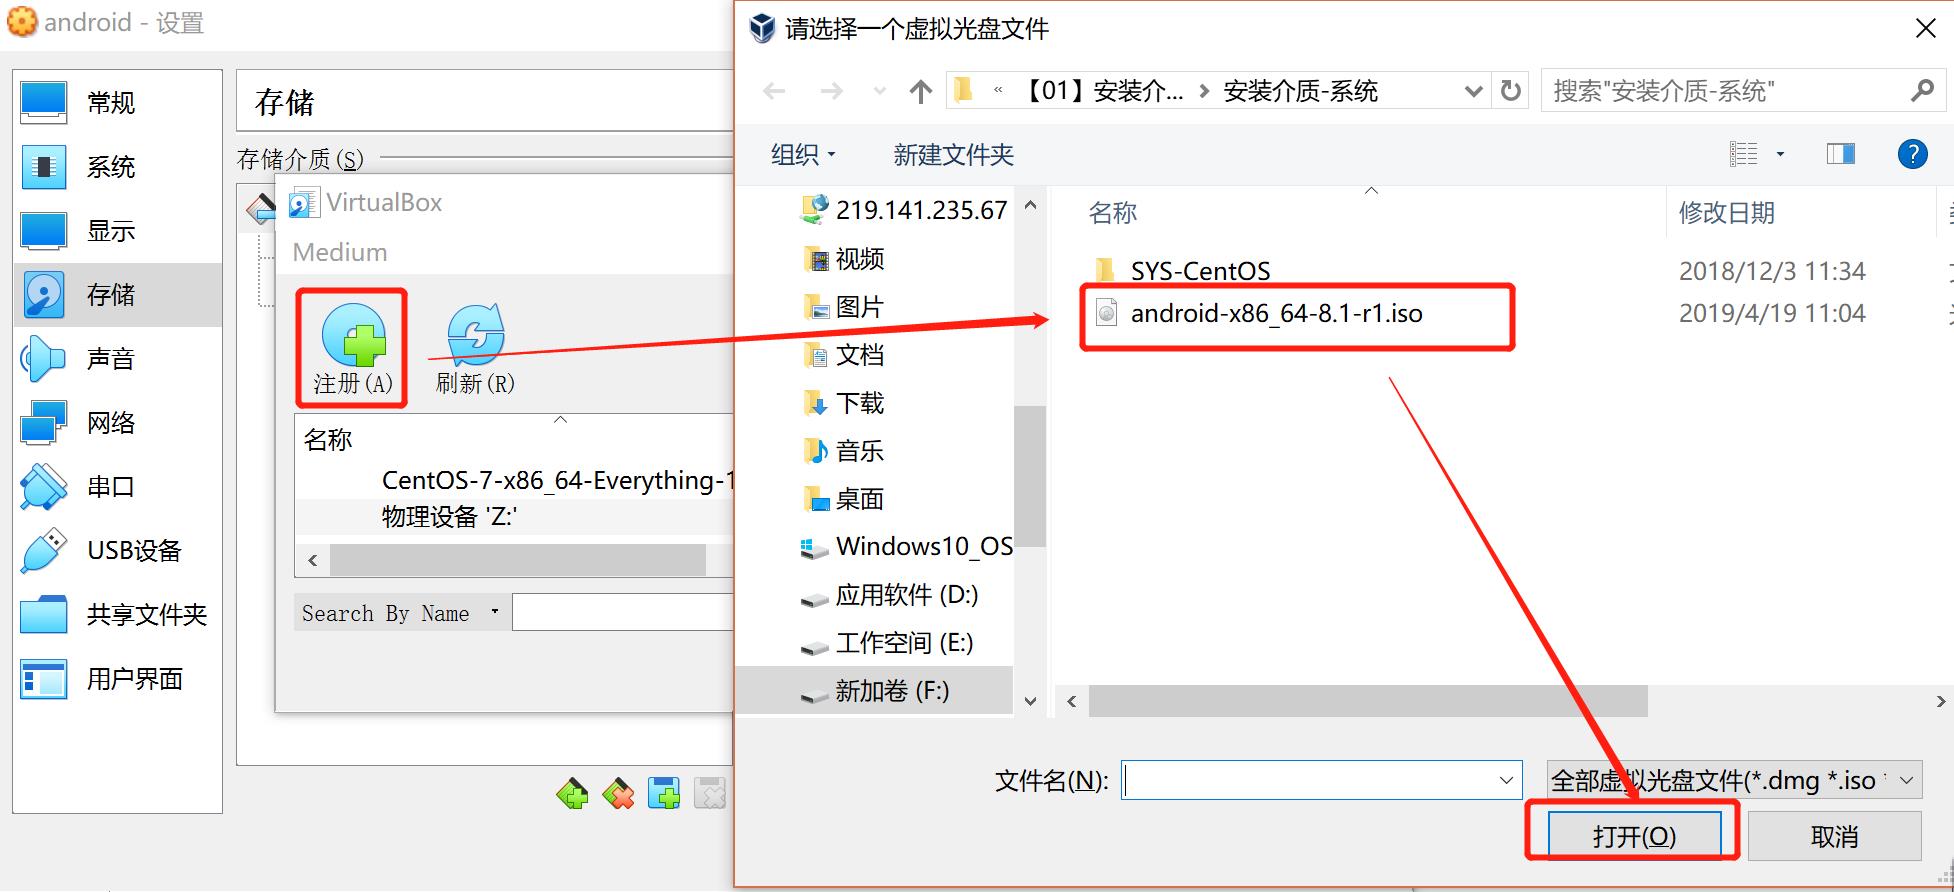 android - 设置
常规
系统
显示
存储
声音
网络
串口
USB设备
共享文件夹
用户界面
存储
存储介质(S)
VirtualBox
Medium
注册(A)
刷新(R)
名称
CentOS-7-x86_64-Everything-1
物理设备 'Z:'
Search By Name
请选择一个虚拟光盘文件
« 【01】安装介... › 安装介质-系统
搜索"安装介质-系统"
组织
新建文件夹
219.141.235.67
视频
图片
文档
下载
音乐
桌面
Windows10_OS
应用软件 (D:)
工作空间 (E:)
新加卷 (F:)
名称
修改日期
SYS-CentOS
2018/12/3 11:34
android-x86_64-8.1-r1.iso
2019/4/19 11:04
文件名(N):
全部虚拟光盘文件(*.dmg *.iso
打开(O)
取消